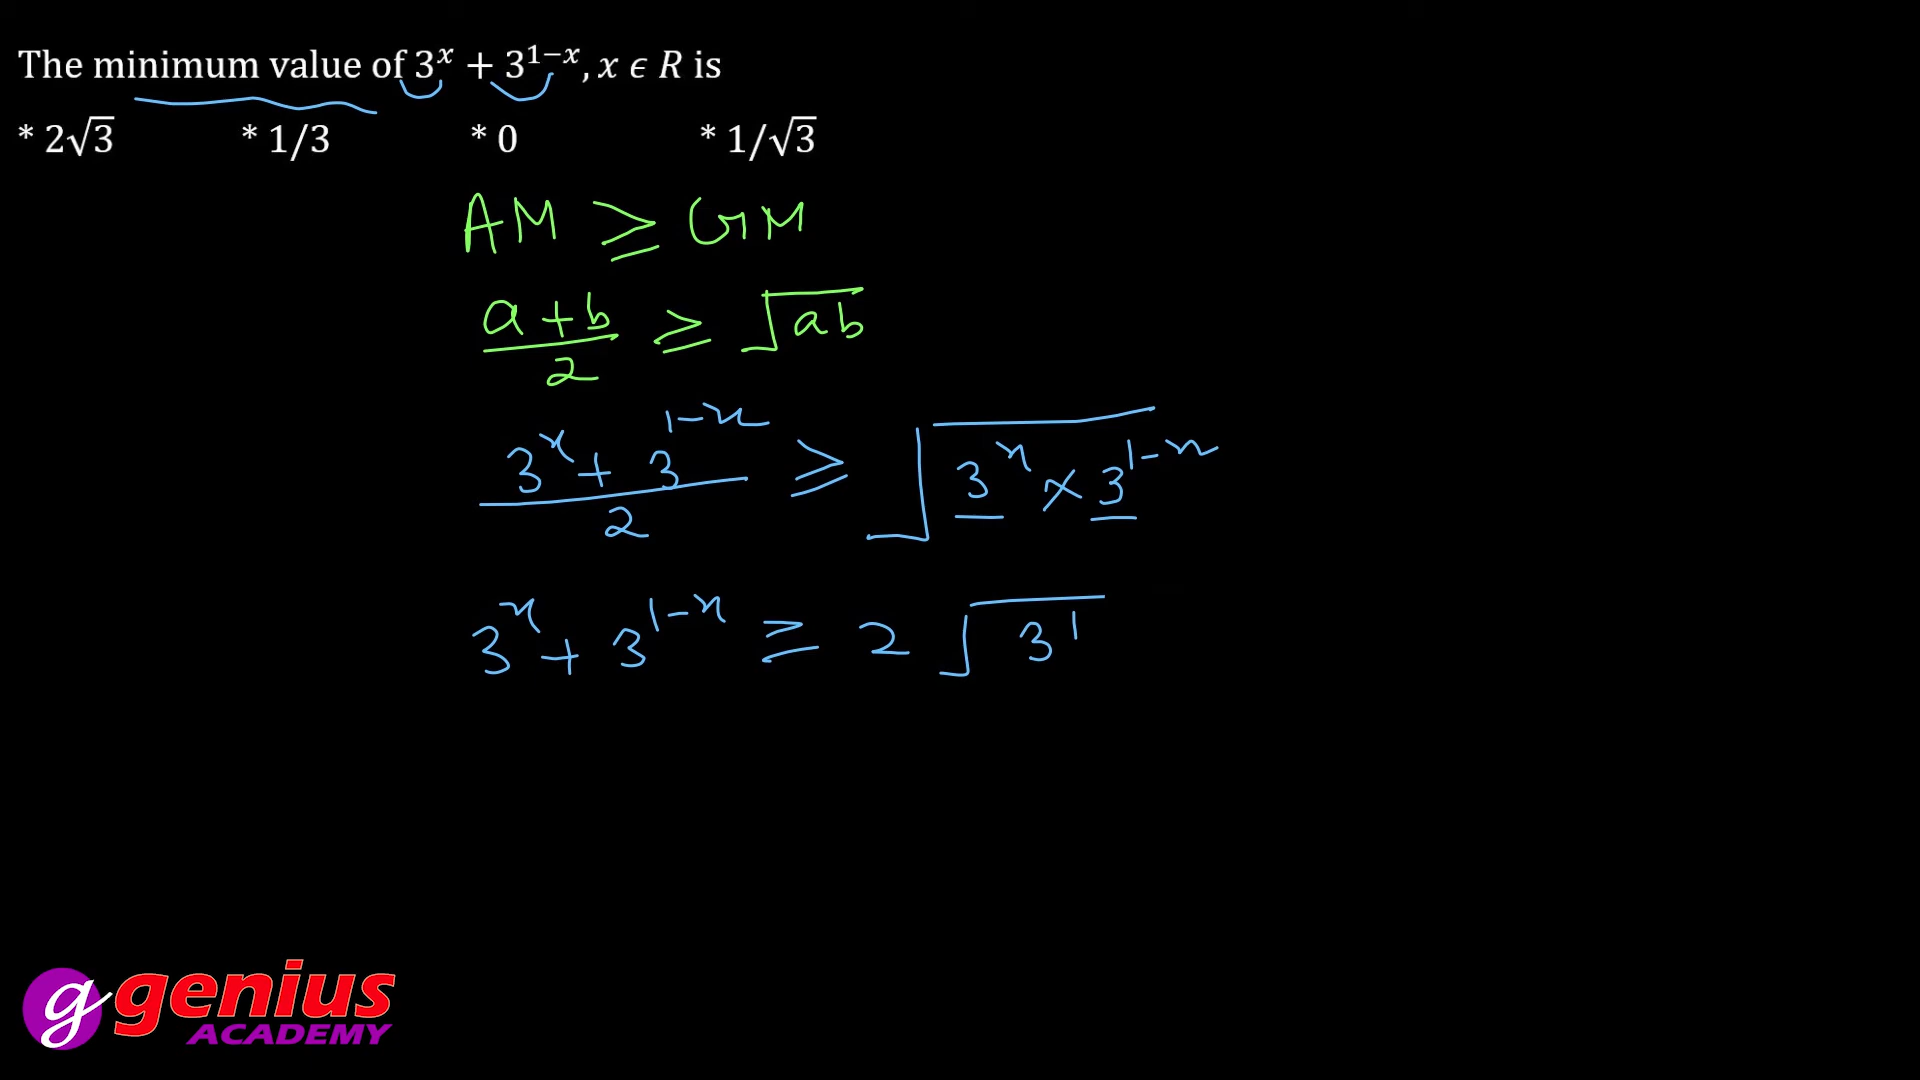 The minimum value of 3^x + 3^{1−x}, x ϵ R is
* 2√3 * 1/3 * 0 * 1/√3
AM ≥ GM
(a + b)/2 ≥ √(ab)
(3^x + 3^{1−x})/2 ≥ √(3^x × 3^{1−x})
3^x + 3^{1−x} ≥ 2√(3^1)
g genius
ACADEMY